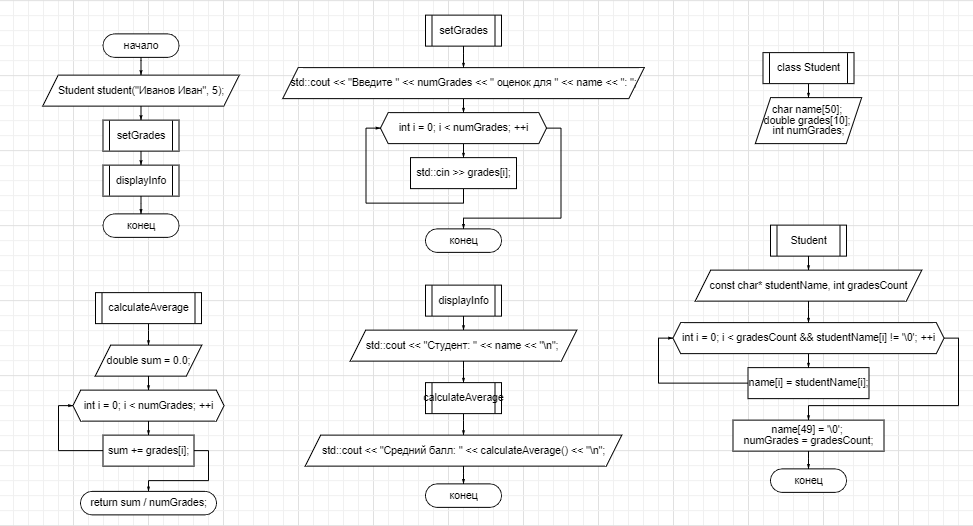 начало
Student student("Иванов Иван", 5);
setGrades
displayInfo
конец
setGrades
std::cout << "Введите " << numGrades << " оценок для " << name << ": ";
int i = 0; i < numGrades; ++i
std::cin >> grades[i];
конец
class Student
char name[50];
double grades[10];
int numGrades;
calculateAverage
double sum = 0.0;
int i = 0; i < numGrades; ++i
sum += grades[i];
return sum / numGrades;
displayInfo
std::cout << "Студент: " << name << "\n";
calculateAverage
std::cout << "Средний балл: " << calculateAverage() << "\n";
конец
Student
const char* studentName, int gradesCount
int i = 0; i < gradesCount && studentName[i] != '\0'; ++i
name[i] = studentName[i];
name[49] = '\0';
numGrades = gradesCount;
конец